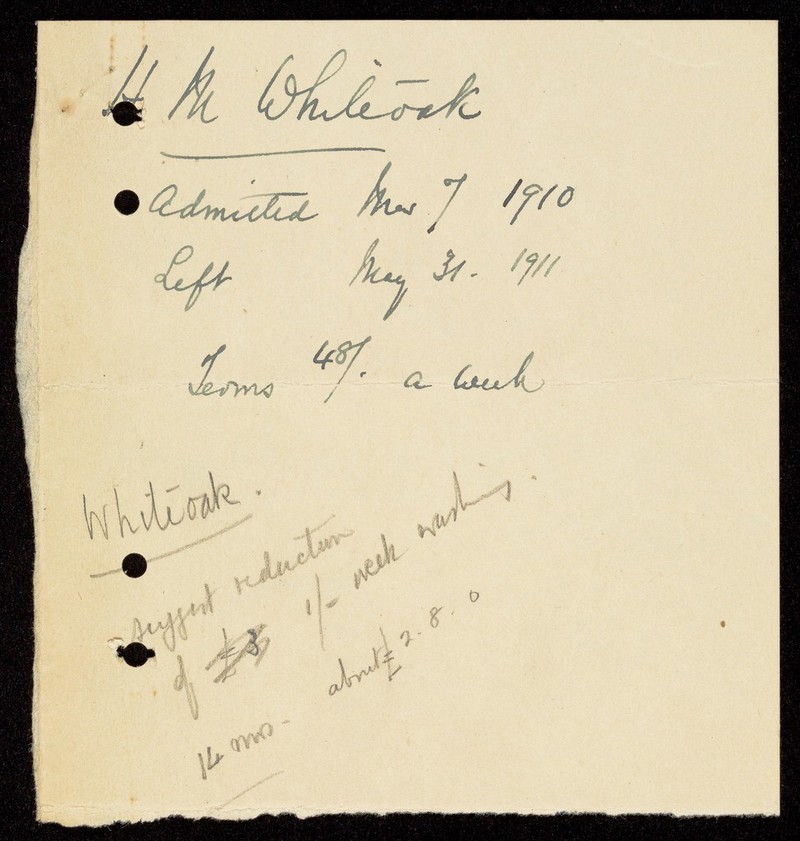 H M Whiteoak
Admitted Mar 7 1910
Left May 31. 1911
Terms 48/. a week
Whiteoak.
suggest reduction
of £3 1/- week washing.
14 mos - about £2. 8. 0